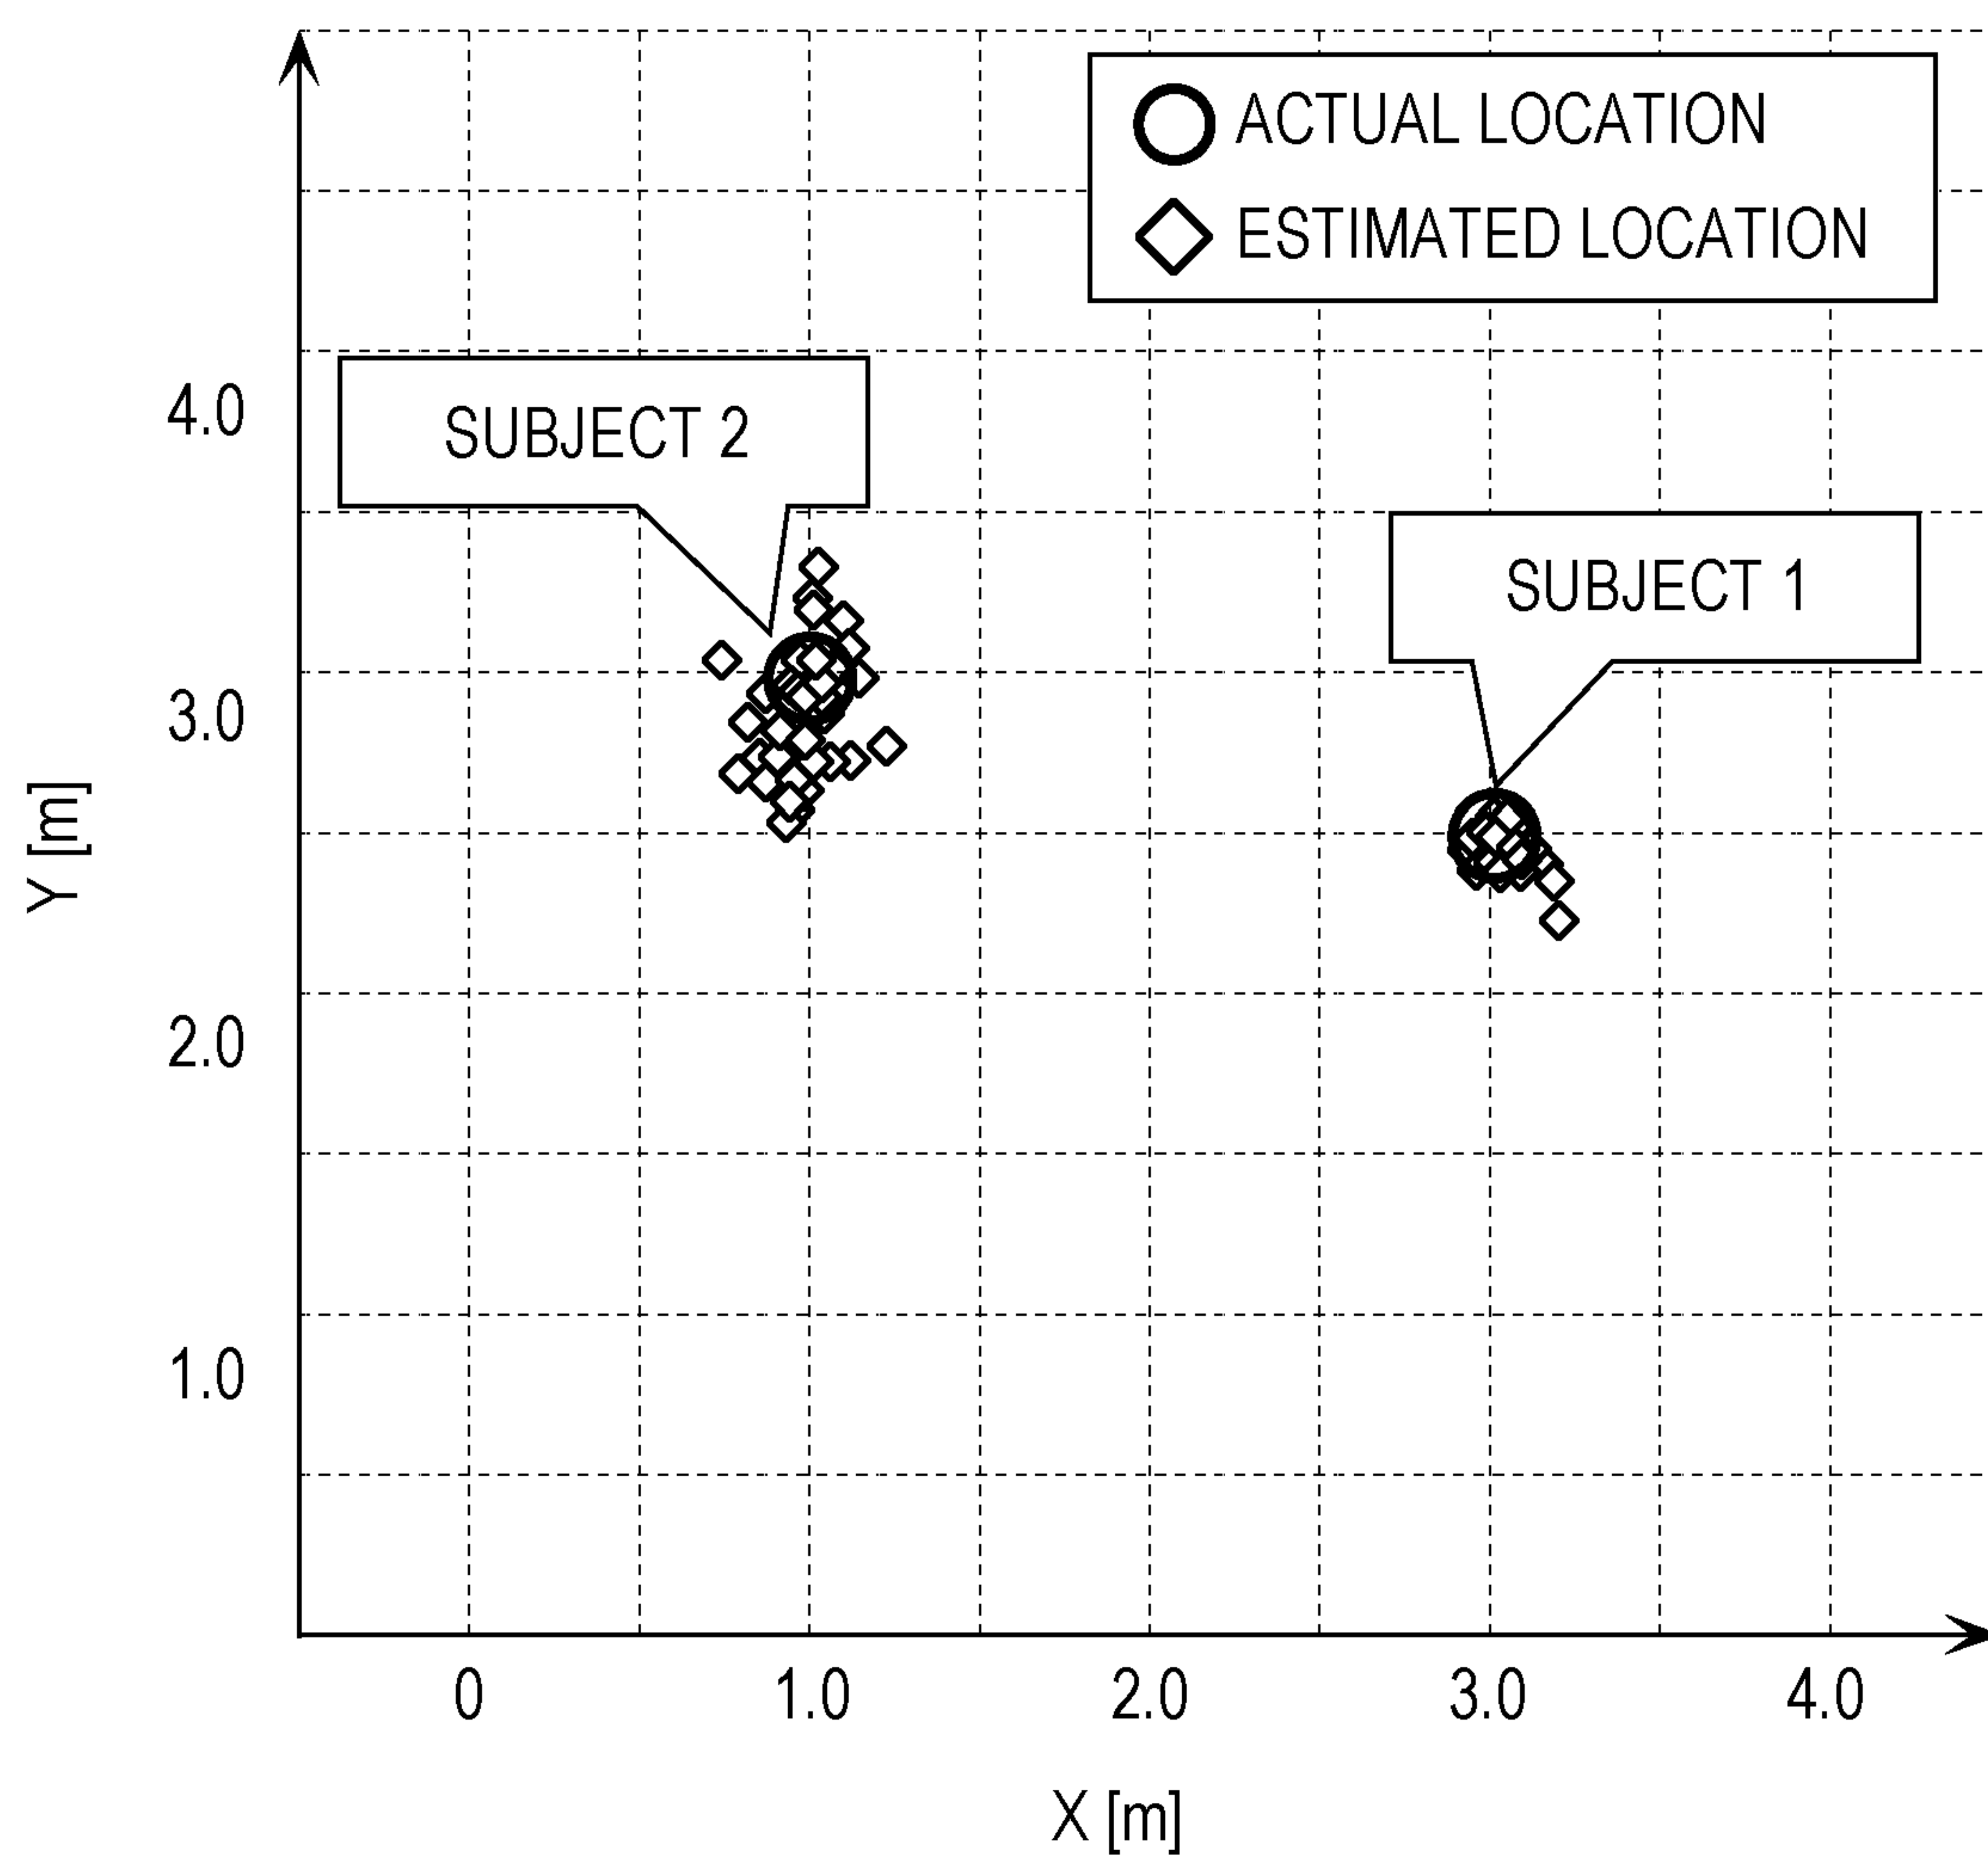 ACTUAL LOCATION
ESTIMATED LOCATION
SUBJECT 2
SUBJECT 1
4.0
3.0
2.0
1.0
Y [m]
0
1.0
2.0
3.0
4.0
X [m]